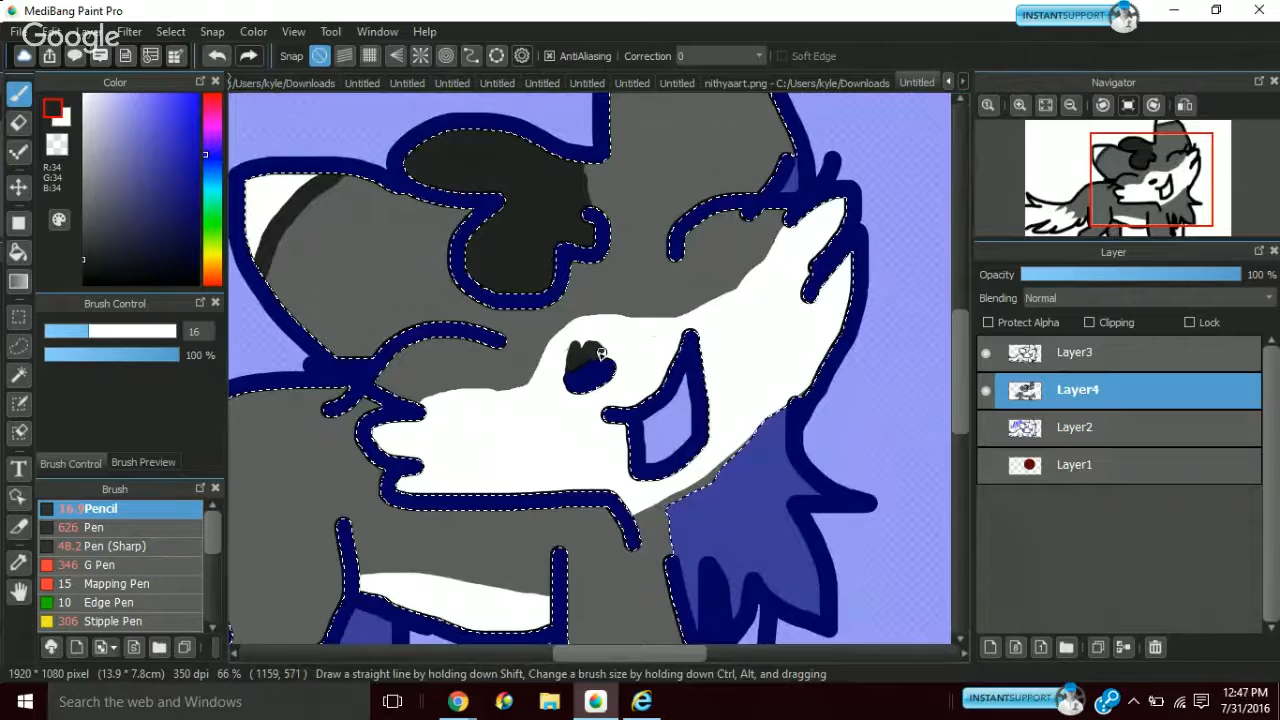 MediBang Paint Pro
INSTANTSUPPORT
File Layer Filter Select Snap Color View Tool Window Help
Google
Snap AntiAliasing Correction 0 Soft Edge
Color
/Users/kyle/Downloads Untitled Untitled Untitled Untitled Untitled Untitled Untitled Untitled nithyaart.png - C:/Users/kyle/Downloads Untitled
Navigator
R:34
G:34
B:34
Layer
Opacity 100 %
Blending Normal
Protect Alpha Clipping Lock
Layer3
Layer4
Layer2
Layer1
Brush Control
16
100 %
Brush Control Brush Preview
Brush
16.9 Pencil
626 Pen
48.2 Pen (Sharp)
346 G Pen
15 Mapping Pen
10 Edge Pen
306 Stipple Pen
T
1920 * 1080 pixel (13.9 * 7.8cm) 350 dpi 66 % ( 1159, 571 ) Draw a straight line by holding down Shift, Change a brush size by holding down Ctrl, Alt, and dragging
Search the web and Windows
INSTANTSUPPORT
12:47 PM
7/31/2016